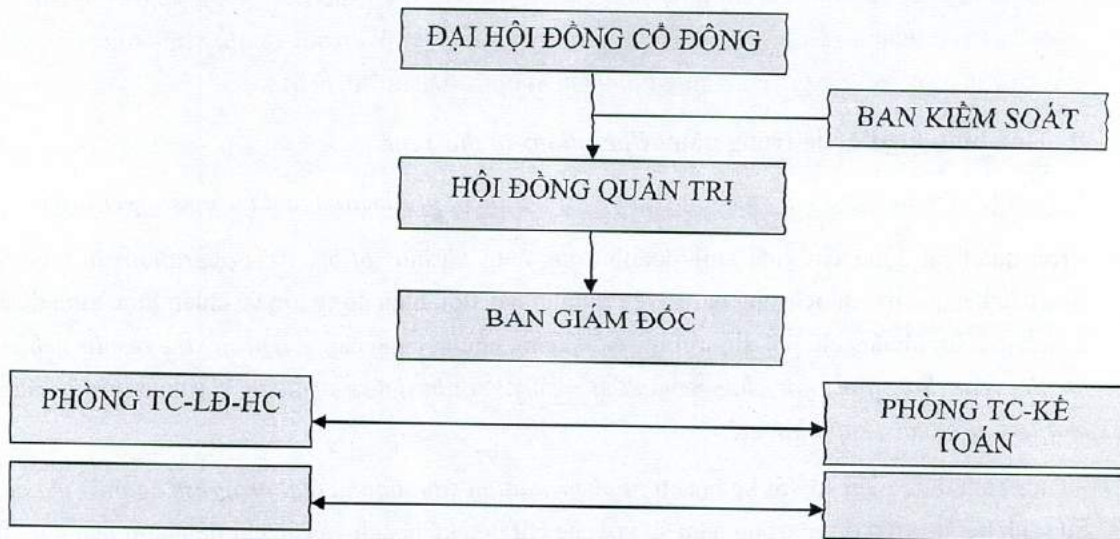 ĐẠI HỘI ĐỒNG CỔ ĐÔNG
BAN KIỂM SOÁT
HỘI ĐỒNG QUẢN TRỊ
BAN GIÁM ĐỐC
PHÒNG TC-LĐ-HC
PHÒNG TC-KẾ
TOÁN